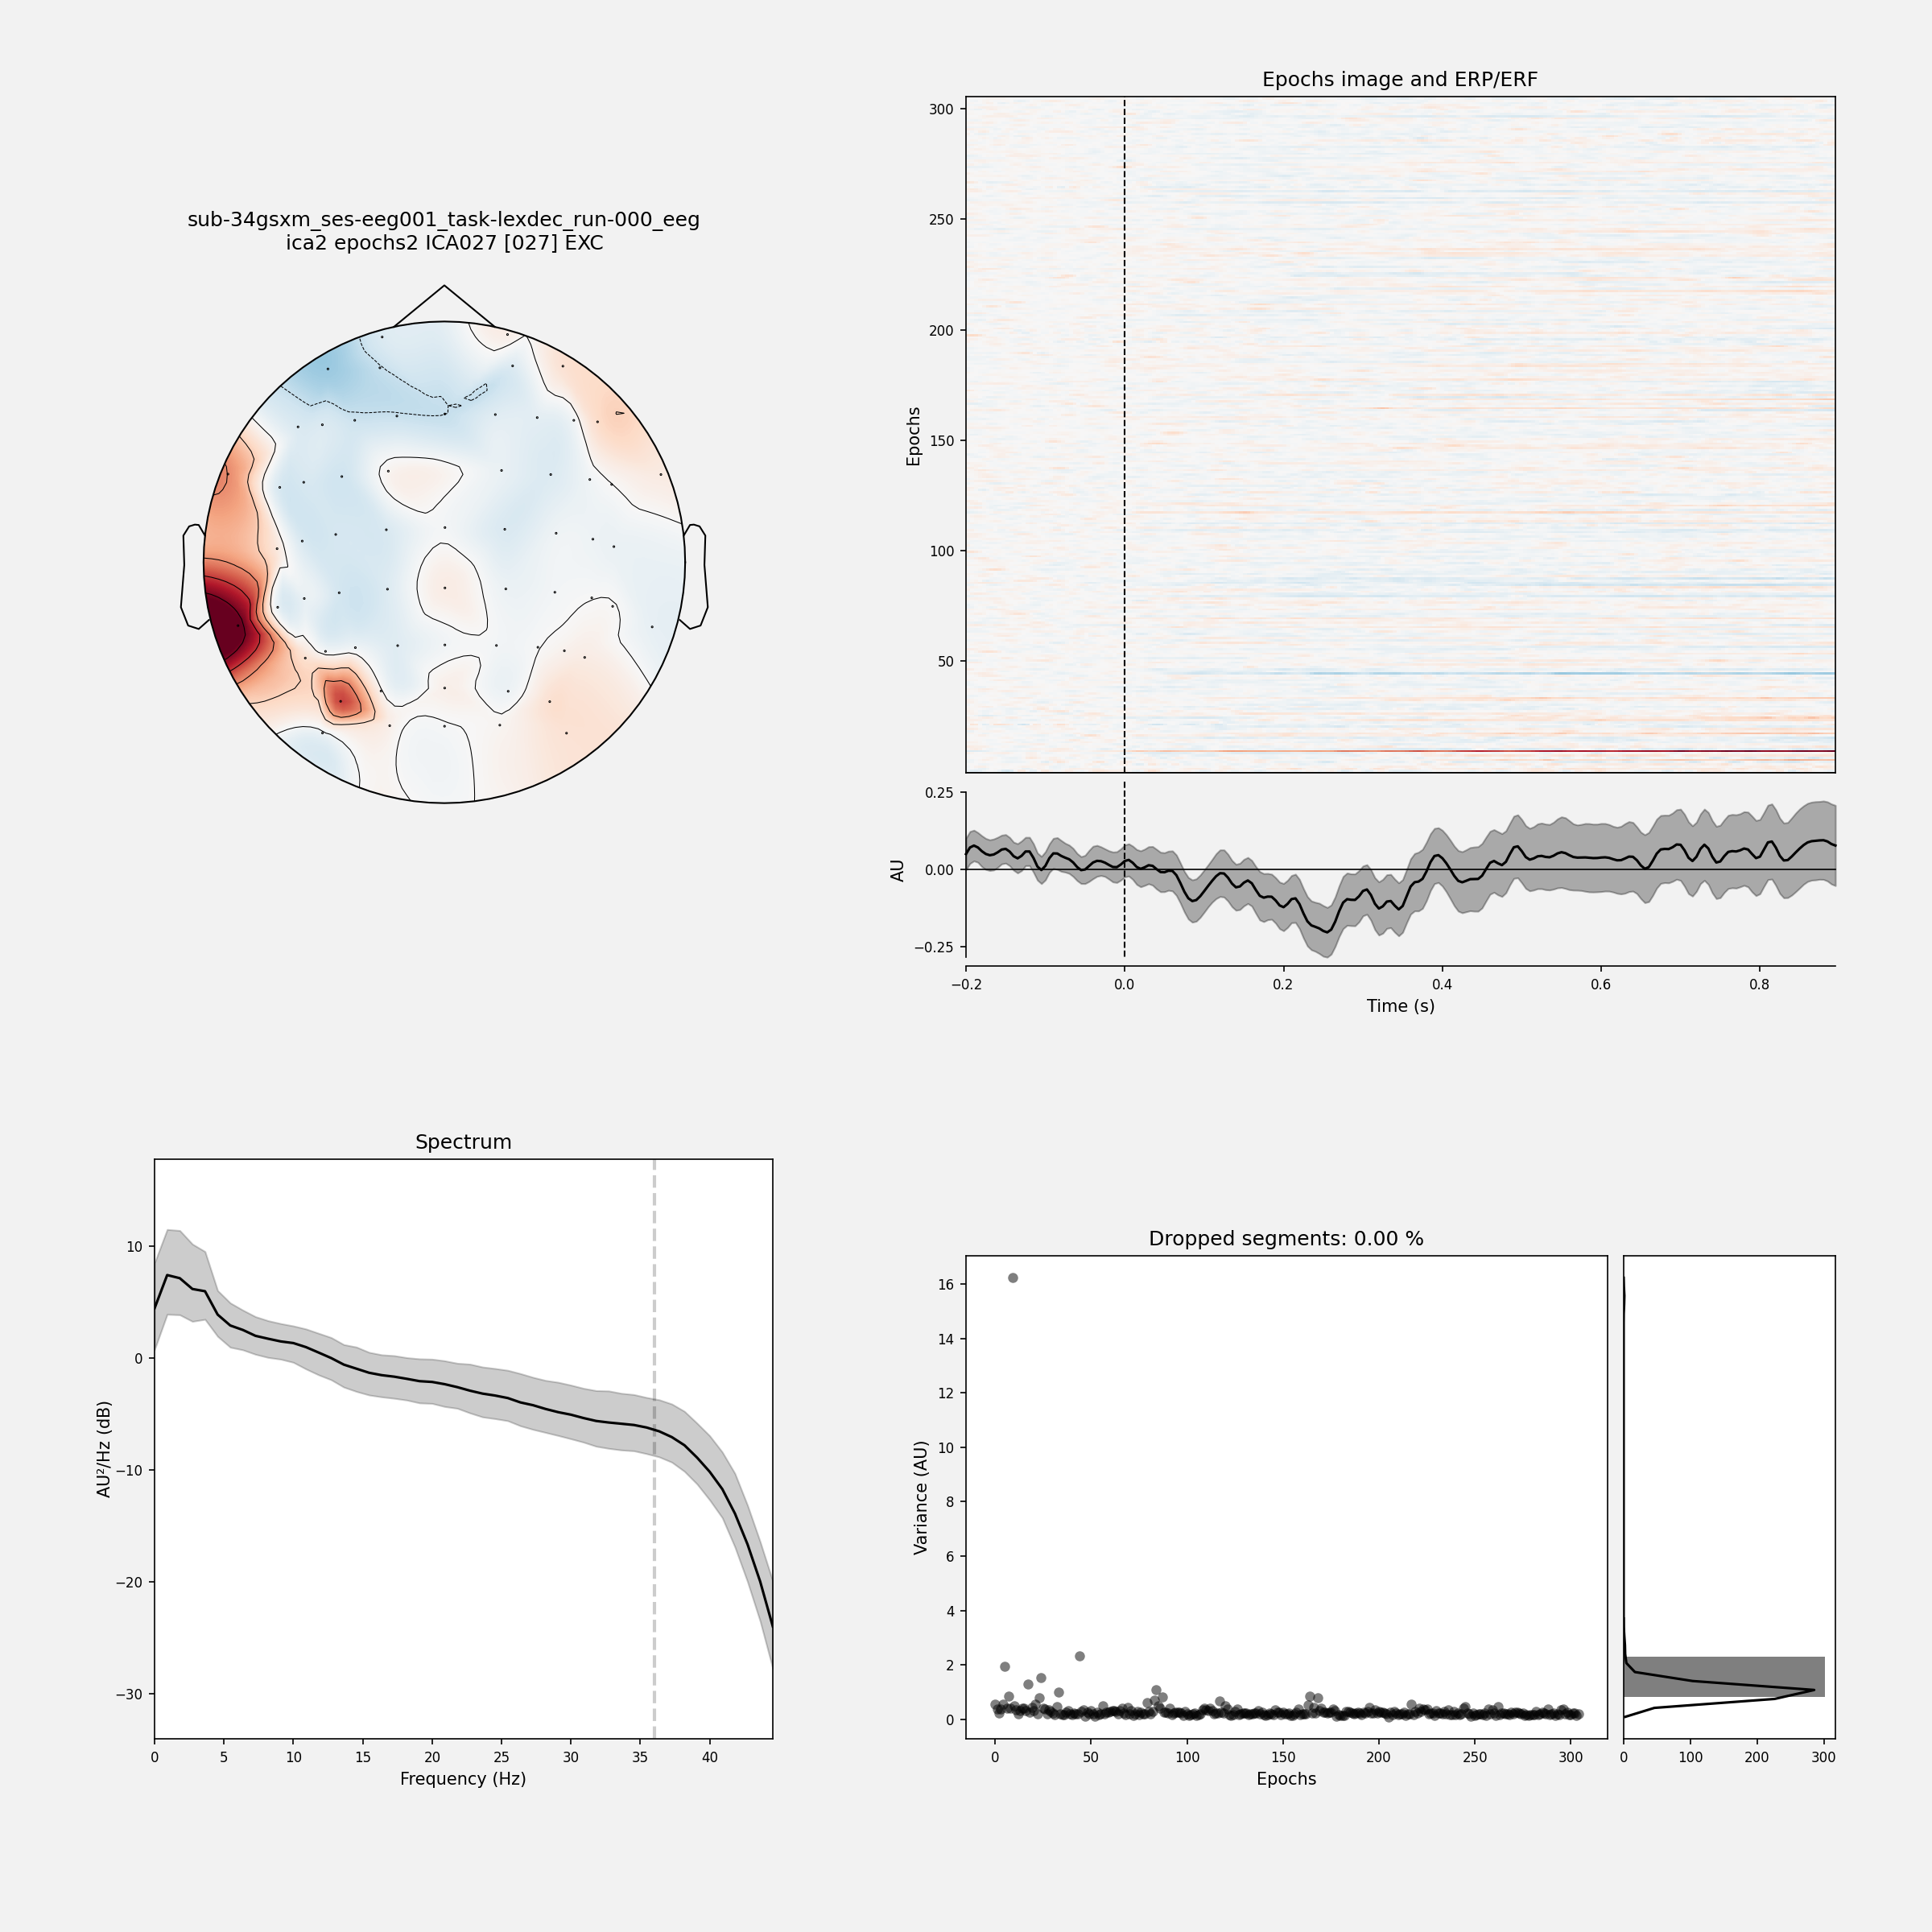 sub-34gsxm_ses-eeg001_task-lexdec_run-000_eeg
ica2 epochs2 ICA027 [027] EXC
Epochs image and ERP/ERF
300
250
200
150
100
50
Epochs
0.25
0.00
−0.25
AU
−0.2 0.0 0.2 0.4 0.6 0.8
Time (s)
Spectrum
10
0
−10
−20
−30
AU²/Hz (dB)
0 5 10 15 20 25 30 35 40
Frequency (Hz)
Dropped segments: 0.00 %
16
14
12
10
8
6
4
2
0
Variance (AU)
0 50 100 150 200 250 300
Epochs
0 100 200 300